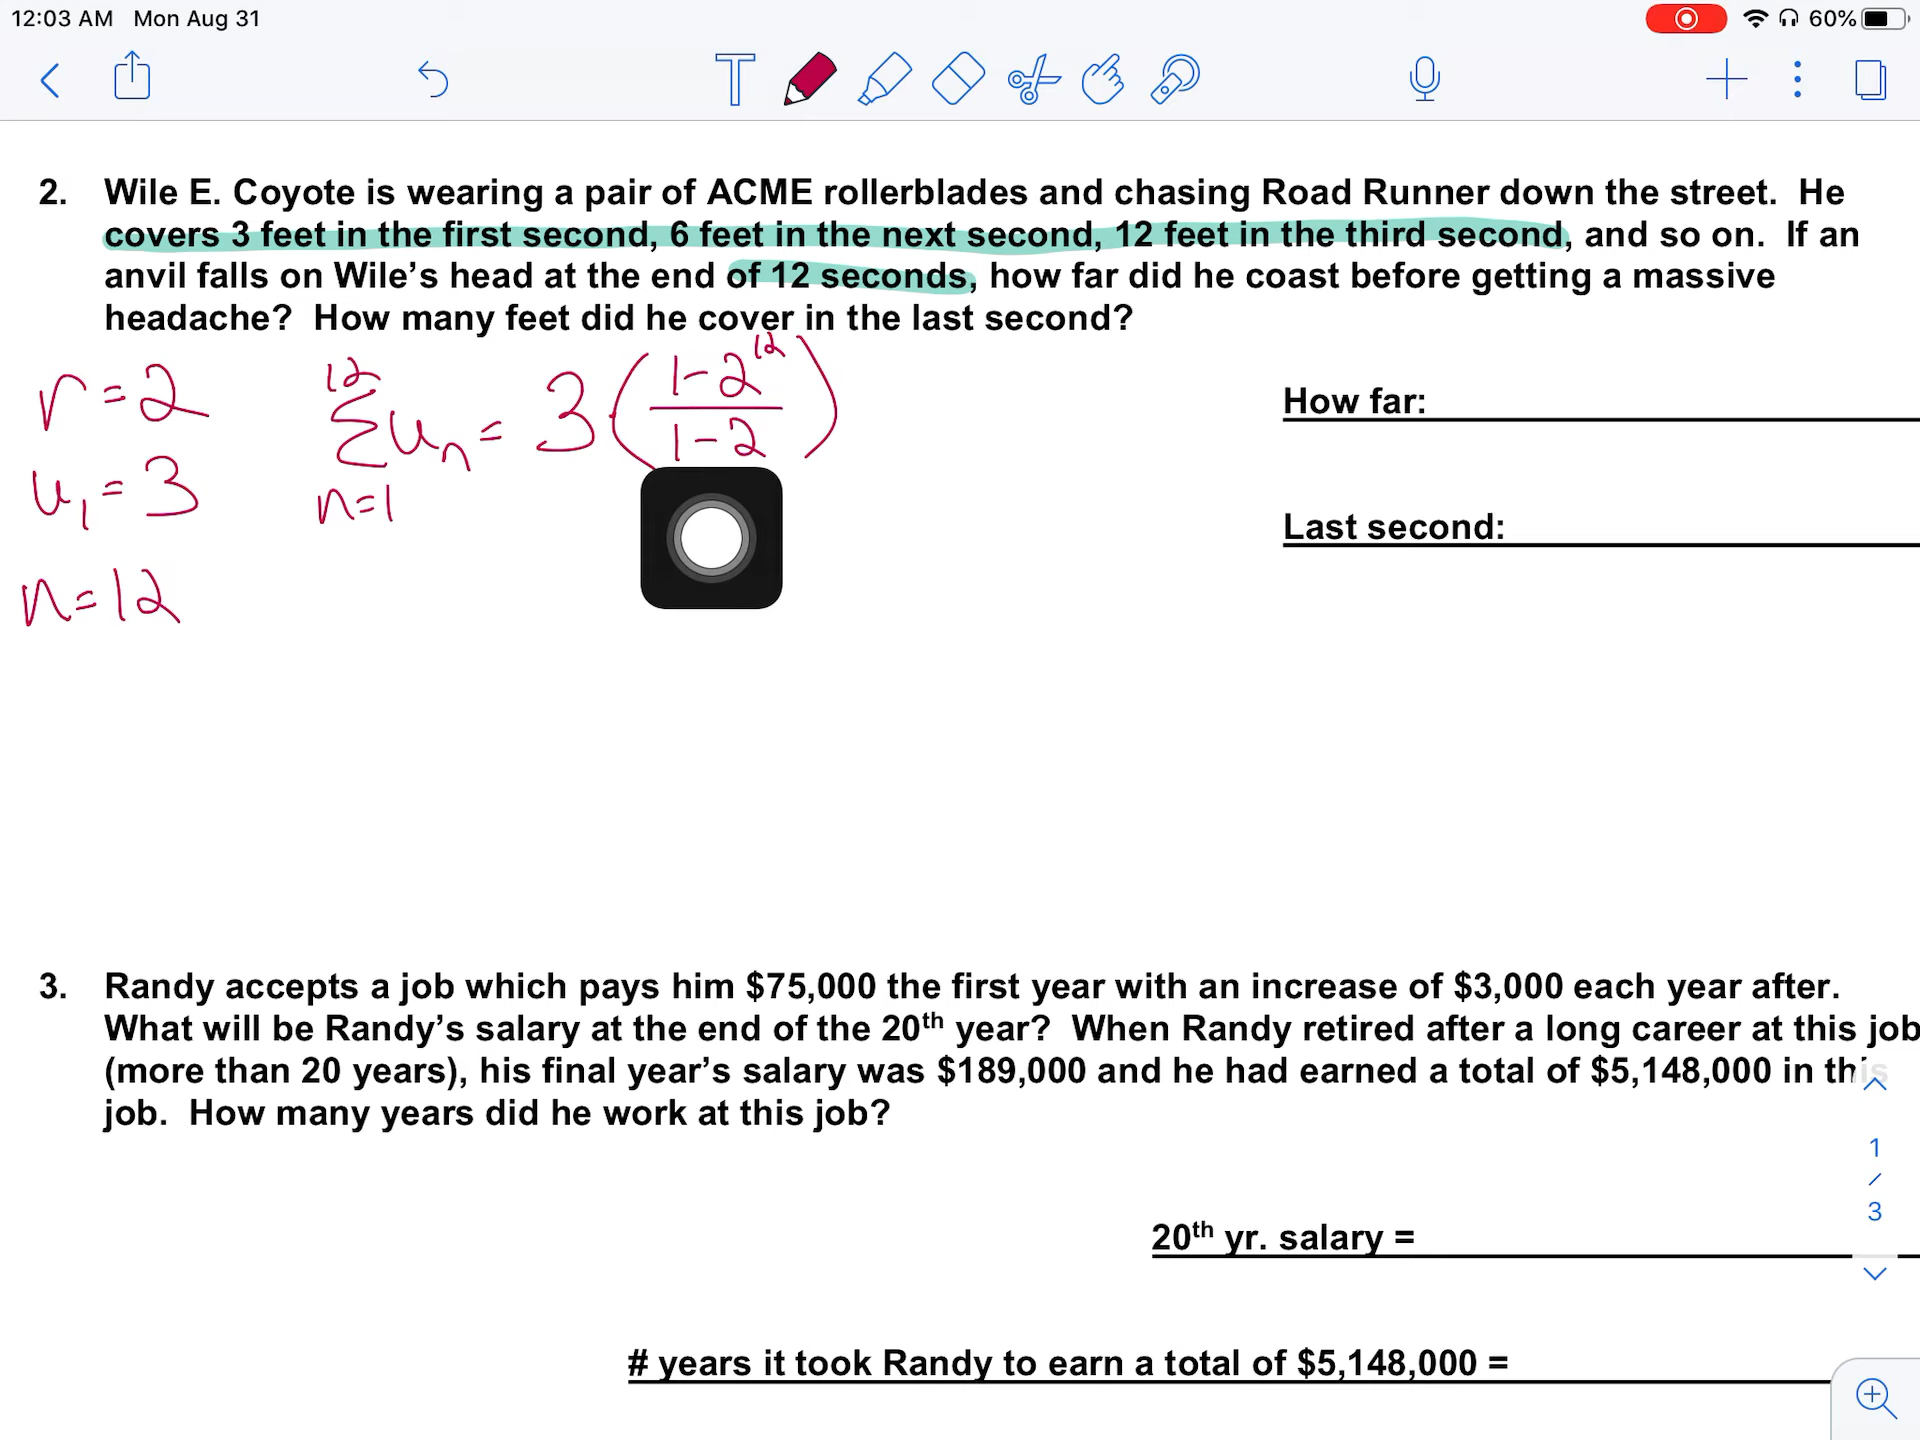 12:03 AM Mon Aug 31
60%
2. Wile E. Coyote is wearing a pair of ACME rollerblades and chasing Road Runner down the street. He
covers 3 feet in the first second, 6 feet in the next second, 12 feet in the third second, and so on. If an
anvil falls on Wile’s head at the end of 12 seconds, how far did he coast before getting a massive
headache? How many feet did he cover in the last second?
r=2
u₁=3
n=12
12
Σuₙ = 3((1-2¹²)/(1-2))
n=1
How far:
Last second:
3. Randy accepts a job which pays him $75,000 the first year with an increase of $3,000 each year after.
What will be Randy’s salary at the end of the 20th year? When Randy retired after a long career at this job
(more than 20 years), his final year’s salary was $189,000 and he had earned a total of $5,148,000 in this
job. How many years did he work at this job?
1
/
3
20th yr. salary =
# years it took Randy to earn a total of $5,148,000 =